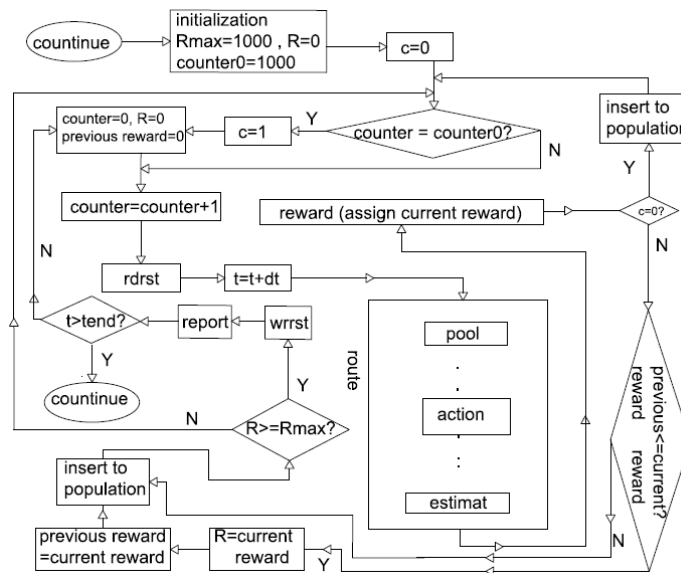 countinue
initialization
Rmax=1000 , R=0
counter0=1000
c=0
counter=0, R=0
previous reward=0
c=1
Y
counter = counter0?
N
insert to
population
Y
counter=counter+1
reward (assign current reward)
c=0?
N
N
rdrst
t=t+dt
t>tend?
report
wrrst
Y
countinue
Y
N
R>=Rmax?
route
pool
. 
.
action
.
:
estimat
previous<=current?
reward reward
N
insert to
population
previous reward
=current reward
R=current
reward
Y